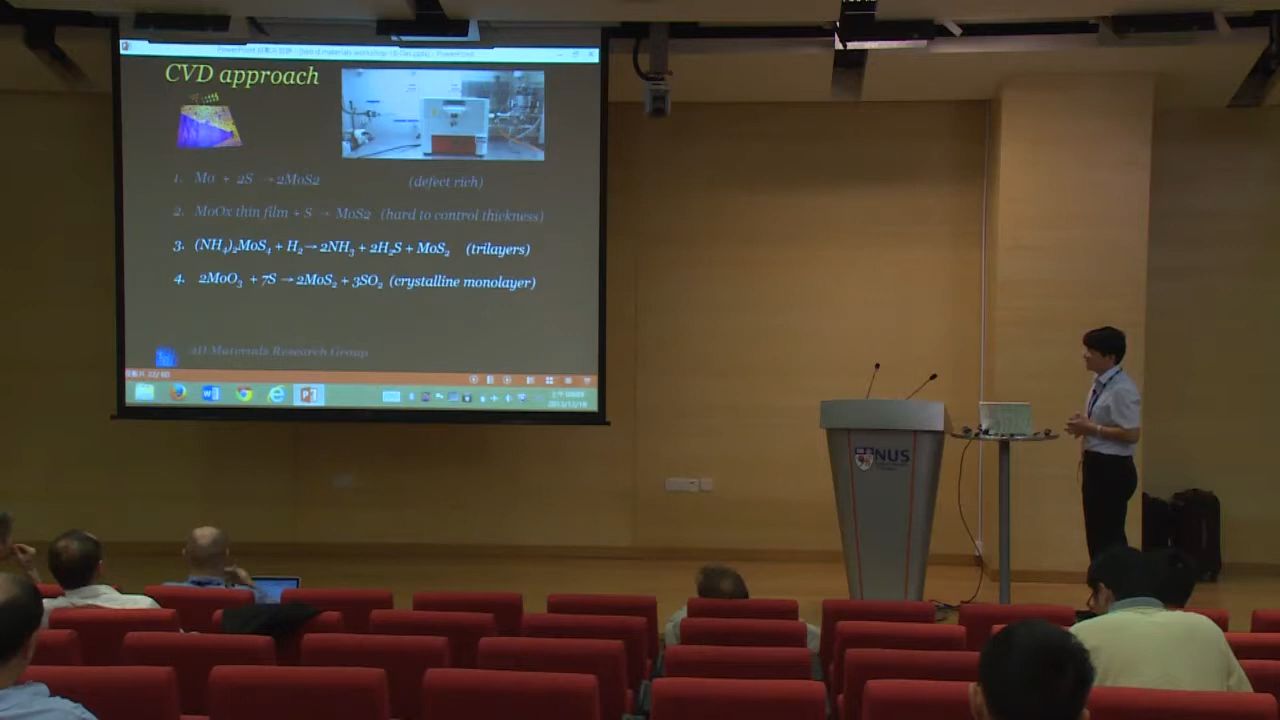 CVD approach
1. Mo + 2S →2MoS2 (defect rich)
2. MoOx thin film + S → MoS2 (hard to control thickness)
3. (NH₄)₂MoS₄ + H₂→ 2NH₃ + 2H₂S + MoS₂ (trilayers)
4. 2MoO₃ + 7S →2MoS₂ + 3SO₂ (crystalline monolayer)
2D Materials Research Group
NUS